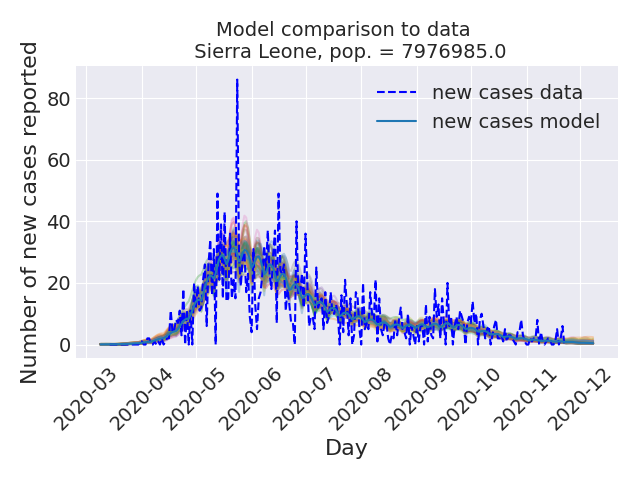 Model comparison to data
Sierra Leone, pop. = 7976985.0
Number of new cases reported
80
60
40
20
0
new cases data
new cases model
2020-03
2020-04
2020-05
2020-06
2020-07
2020-08
2020-09
2020-10
2020-11
2020-12
Day